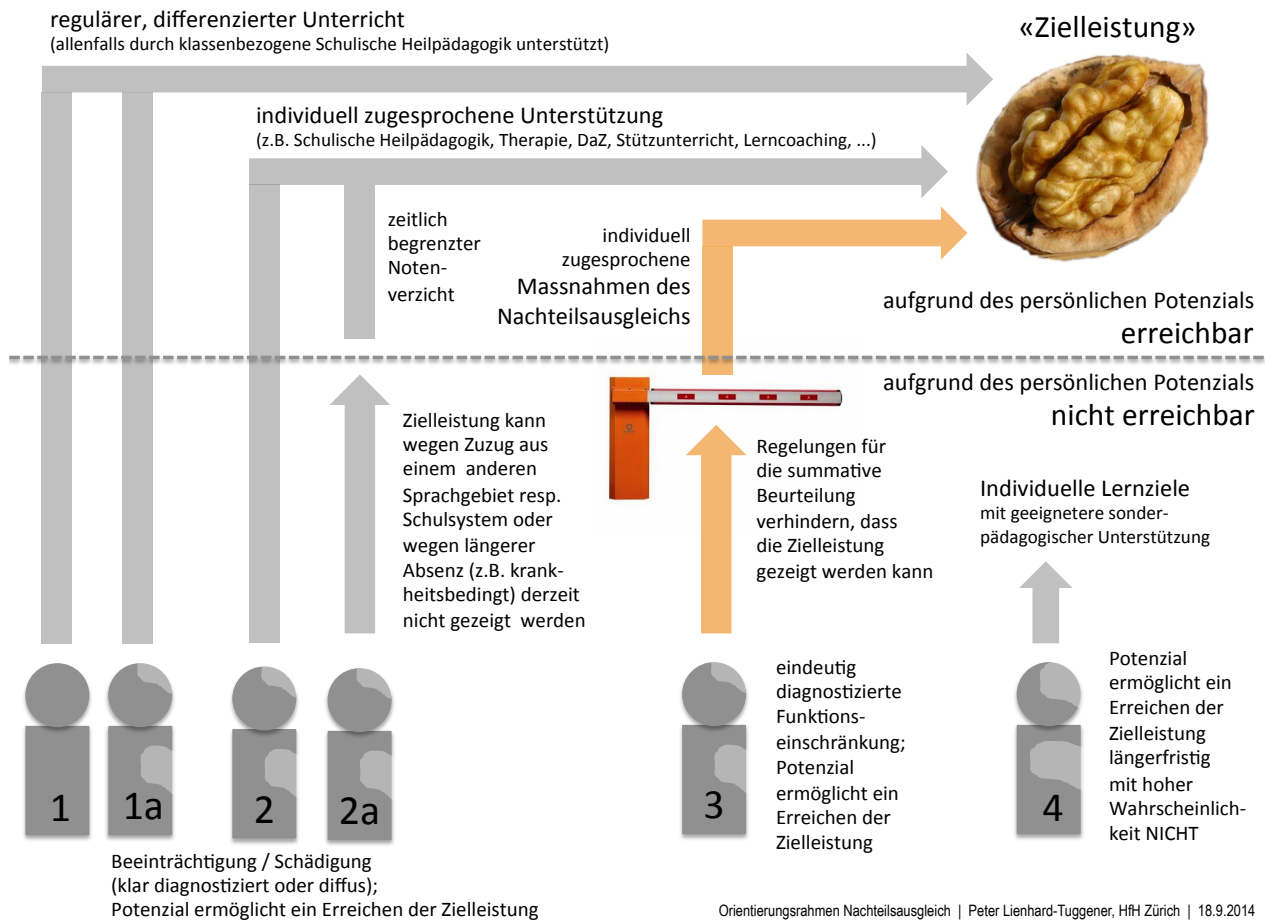 regulärer, differenzierter Unterricht
(allenfalls durch klassenbezogene Schulische Heilpädagogik unterstützt)
«Zielleistung»
individuell zugesprochene Unterstützung
(z.B. Schulische Heilpädagogik, Therapie, DaZ, Stützunterricht, Lerncoaching, ...)
zeitlich
begrenzter
Noten-
verzicht
individuell
zugesprochene
Massnahmen des
Nachteilsausgleichs
aufgrund des persönlichen Potenzials
erreichbar
aufgrund des persönlichen Potenzials
nicht erreichbar
Zielleistung kann
wegen Zuzug aus
einem anderen
Sprachgebiet resp.
Schulsystem oder
wegen längerer
Absenz (z.B. krank-
heitsbedingt) derzeit
nicht gezeigt werden
Regelungen für
die summative
Beurteilung
verhindern, dass
die Zielleistung
gezeigt werden kann
Individuelle Lernziele
mit geeignetere sonder-
pädagogischer Unterstützung
1
1a
2
2a
3
eindeutig
diagnostizierte
Funktions-
einschränkung;
Potenzial
ermöglicht ein
Erreichen der
Zielleistung
4
Potenzial
ermöglicht ein
Erreichen der
Zielleistung
längerfristig
mit hoher
Wahrscheinlich-
keit NICHT
Beeinträchtigung / Schädigung
(klar diagnostiziert oder diffus);
Potenzial ermöglicht ein Erreichen der Zielleistung
Orientierungsrahmen Nachteilsausgleich | Peter Lienhard-Tuggener, HfH Zürich | 18.9.2014